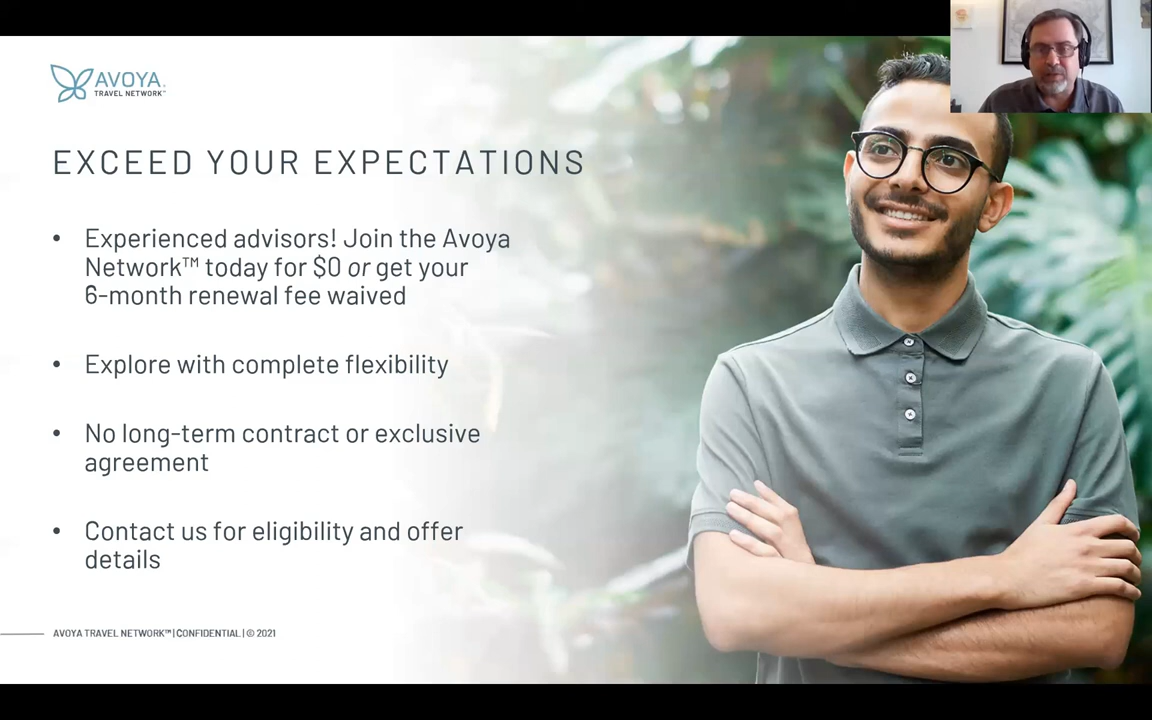 AVOYA
TRAVEL NETWORK™
EXCEED YOUR EXPECTATIONS
• Experienced advisors! Join the Avoya
Network™ today for $0 or get your
6-month renewal fee waived
• Explore with complete flexibility
• No long-term contract or exclusive
agreement
• Contact us for eligibility and offer
details
AVOYA TRAVEL NETWORK™ | CONFIDENTIAL | © 2021